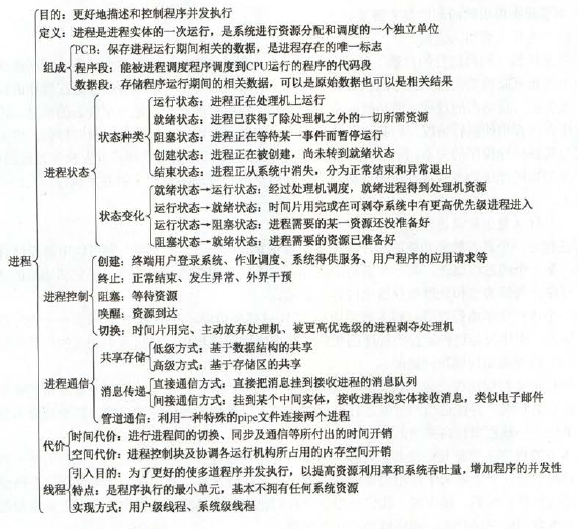 目的：更好地描述和控制程序并发执行
定义：进程是进程实体的一次运行，是系统进行资源分配和调度的一个独立单位
组成
PCB：保存进程运行期间相关的数据，是进程存在的唯一标志
程序段：能被进程调度程序调度到CPU运行的程序的代码段
数据段：存储程序运行期间的相关数据，可以是原始数据也可以是相关结果
进程状态
状态种类
运行状态：进程正在处理机上运行
就绪状态：进程已获得了除处理机之外的一切所需资源
阻塞状态：进程正在等待某一事件而暂停运行
创建状态：进程正在被创建，尚未转到就绪状态
结束状态：进程正从系统中消失，分为正常结束和异常退出
状态变化
就绪状态→运行状态：经过处理机调度，就绪进程得到处理机资源
运行状态→就绪状态：时间片用完或在可剥夺系统中有更高优先级进程进入
运行状态→阻塞状态：进程需要的某一资源还没准备好
阻塞状态→就绪状态：进程需要的资源已准备好
进程
进程控制
创建：终端用户登录系统、作业调度、系统得供服务、用户程序的应用请求等
终止：正常结束、发生异常、外界干预
阻塞：等待资源
唤醒：资源到达
切换：时间片用完、主动放弃处理机、被更高优选级的进程剥夺处理机
进程通信
共享存储
低级方式：基于数据结构的共享
高级方式：基于存储区的共享
消息传递
直接通信方式：直接把消息挂到接收进程的消息队列
间接通信方式：挂到某个中间实体，接收进程找实体接收消息，类似电子邮件
管道通信：利用一种特殊的pipe文件连接两个进程
代价
时间代价：进行进程间的切换、同步及通信等所付出的时间开销
空间代价：进程控制块及协调各运行机构所占用的内存空间开销
线程
引入目的：为了更好的使多道程序并发执行，以提高资源利用率和系统吞吐量，增加程序的并发性
特点：是程序执行的最小单元，基本不拥有任何系统资源
实现方式：用户级线程、系统级线程